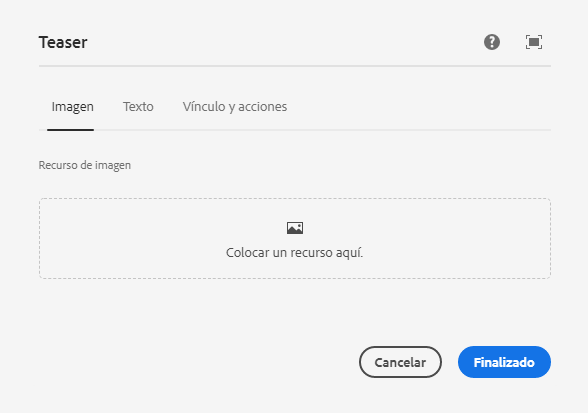 Teaser
Imagen Texto Vínculo y acciones
Recurso de imagen
Colocar un recurso aquí.
Cancelar Finalizado